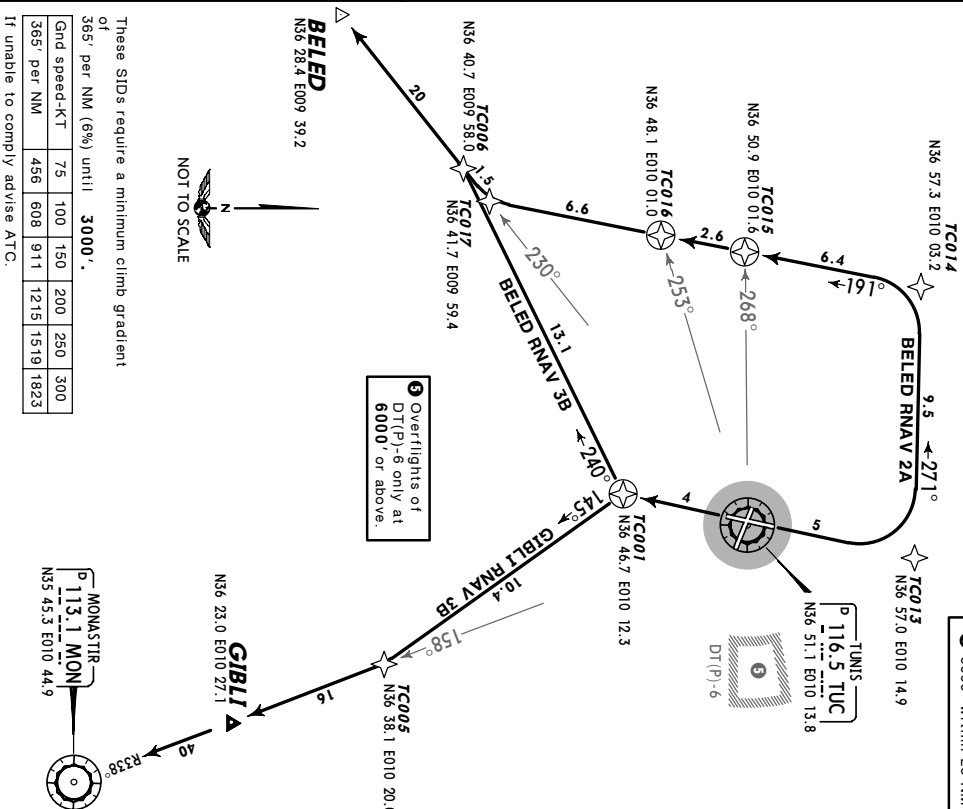 TC014
N36 57.3 E010 03.2
TC013
N36 57.0 E010 14.9
9.5
271°
BELED RNAV 2A
191°
6.4
TC015
N36 50.9 E010 01.6
2.6
TC016
N36 48.1 E010 01.0
6.6
268°
253°
230°
5
TUNIS
D 116.5 TUC
N36 51.1 E010 13.8
5
DT(P)-6
4
TC001
N36 46.7 E010 12.3
240°
145°
BELED RNAV 3B
13.1
TC017
N36 41.7 E009 59.4
1.5
TC006
N36 40.7 E009 58.0
20
BELED
N36 28.4 E009 39.2
GIBLI RNAV 3B
10.4
158°
TC005
N36 38.1 E010
16
GIBLI
N36 23.0 E010 27.1
40
R338°
MONASTIR
D 113.1 MON
N35 45.3 E010 44.9
5 Overflights of
DT(P)-6 only at
6000' or above.
N
NOT TO SCALE
These SIDs require a minimum climb gradient
of
365' per NM (6%) until 3000'.
Gnd speed-KT 75 100 150 200 250 300
365' per NM 456 608 911 1215 1519 1823
If unable to comply advise ATC.